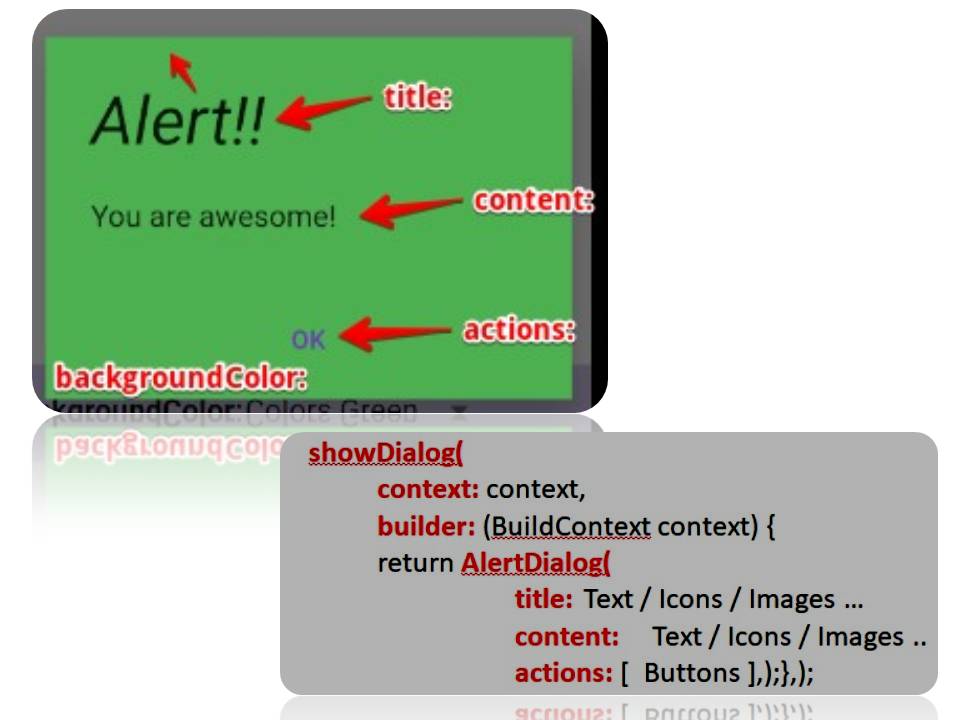 Alert!!
title:
You are awesome!
content:
OK
actions:
backgroundColor:
kgroundColor: Colors Green
showDialog(
context: context,
builder: (BuildContext context) {
return AlertDialog(
title: Text / Icons / Images ...
content: Text / Icons / Images ..
actions: [ Buttons ],);},);